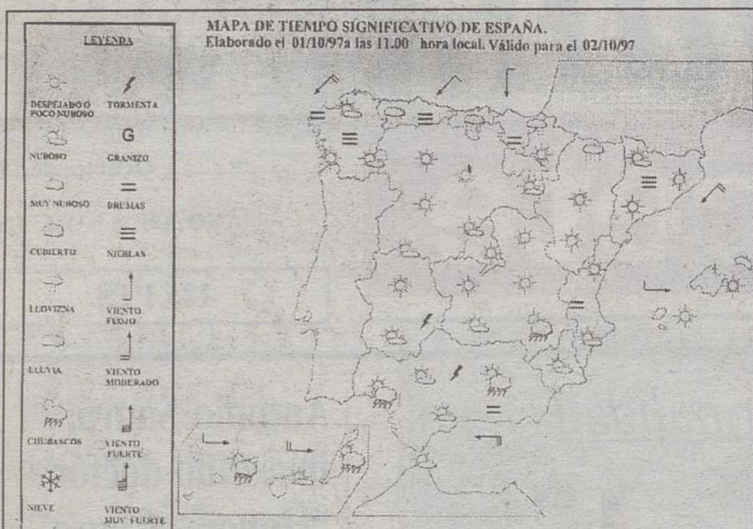 MAPA DE TIEMPO SIGNIFICATIVO DE ESPAÑA.
Elaborado el 01/10/97a las 11.00 hora local. Válido para el 02/10/97
LEYENDA
DESPEJADO O
POCO NUBOSO
TORMENTA
G
NUBOSO
GRANIZO
MUY NUBOSO
BRUMAS
CUBIERTO
NIEBLAS
LLOVIZNA
VIENTO
FLOJO
LLUVIA
VIENTO
MODERADO
CHUBASCOS
VIENTO
FUERTE
NIEVE
VIENTO
MUY FUERTE